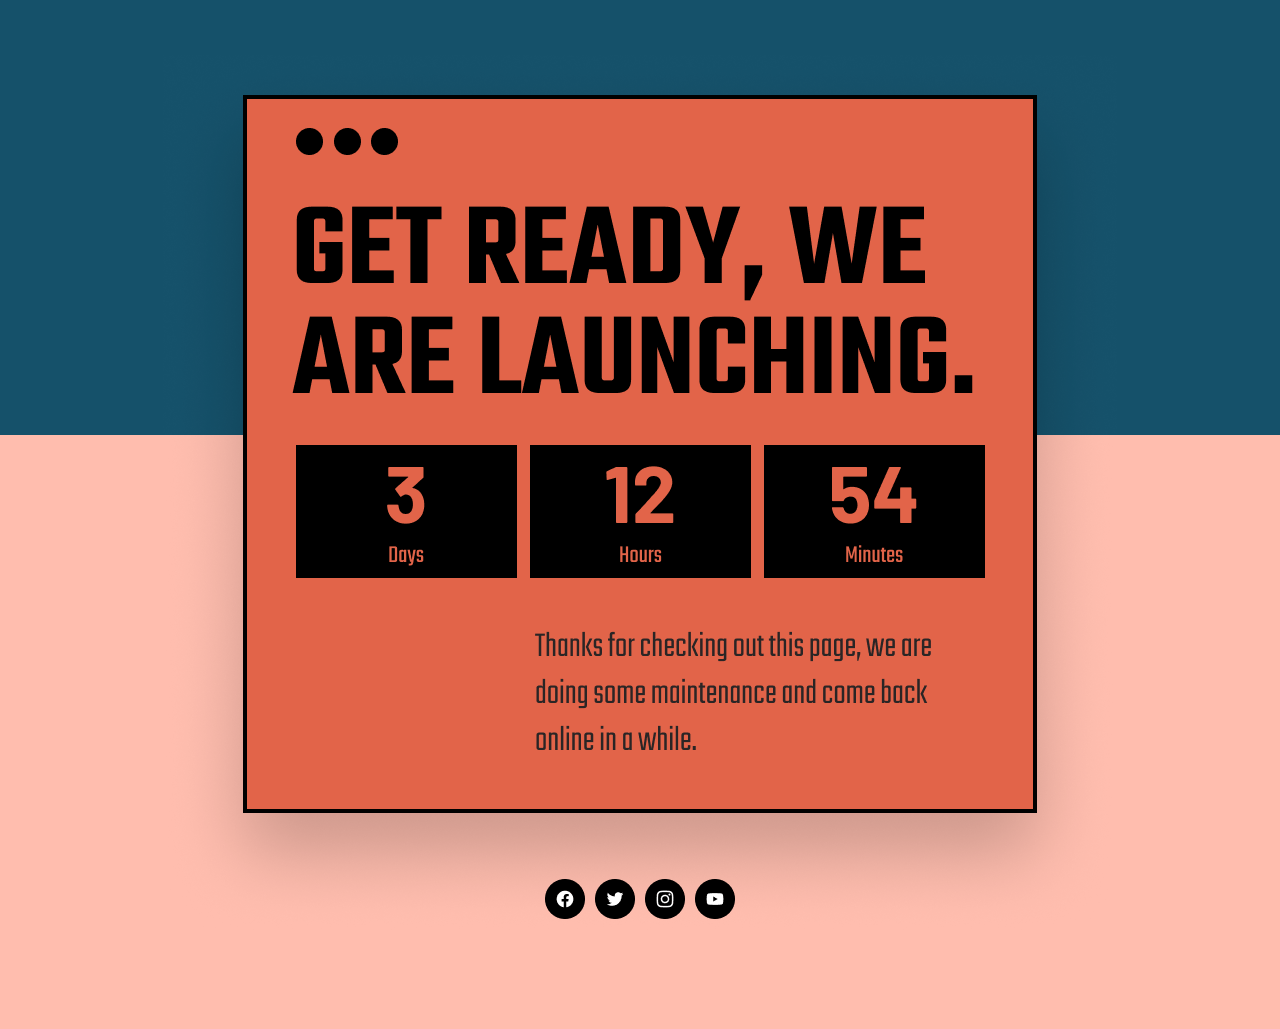 GET READY, WE
ARE LAUNCHING.
3
Days
12
Hours
54
Minutes
Thanks for checking out this page, we are
doing some maintenance and come back
online in a while.